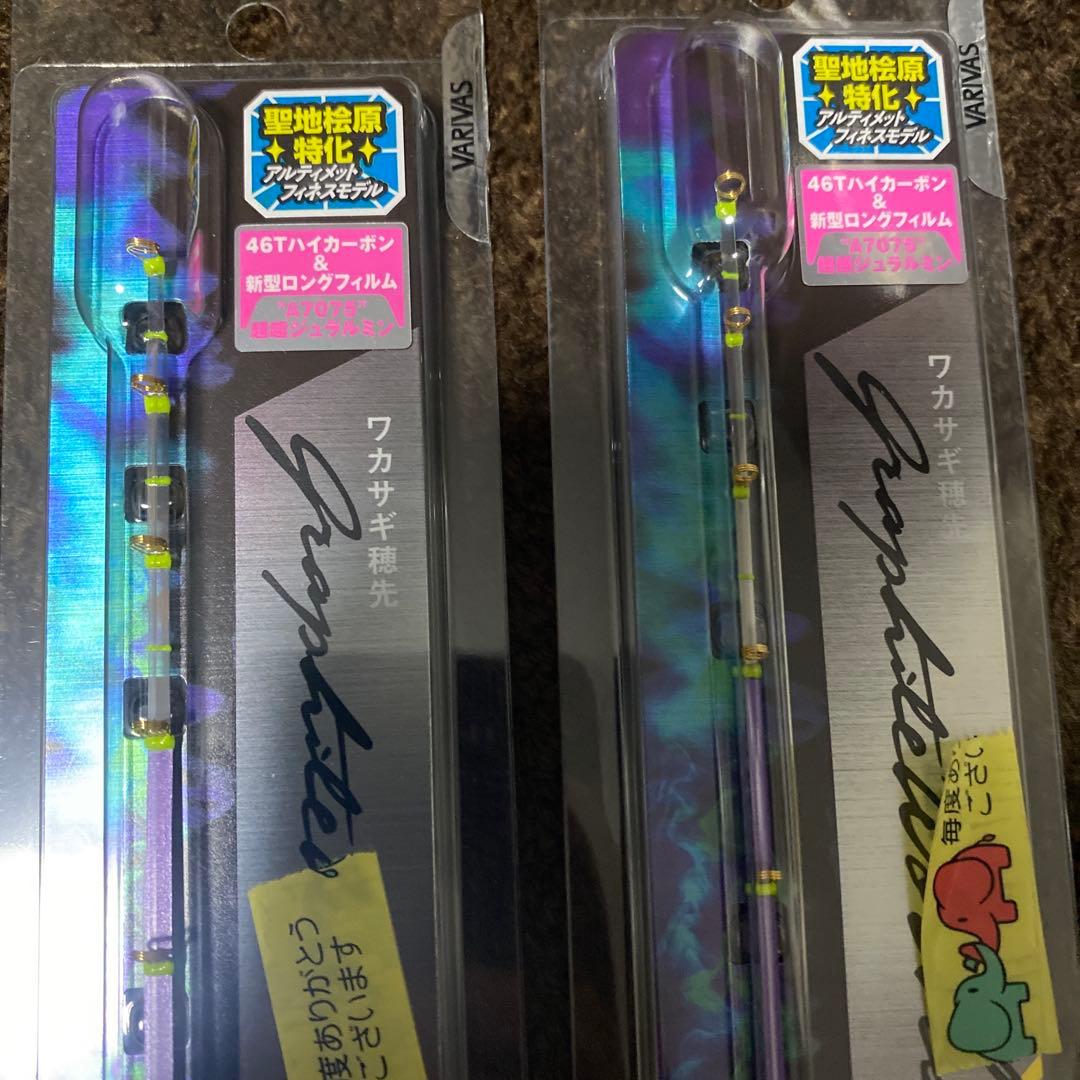 聖地桧原
特化
アルティメット
フィネスモデル
VARIVAS
46Tハイカーボン
&
新型ロングフィルム
"A7075"
超超ジュラルミン
ワカサギ穂先
度ありがとう
ございます
聖地桧原
特化
アルティメット
フィネスモデル
VARIVAS
46Tハイカーボン
&
新型ロングフィルム
"A7075"
超超ジュラルミン
ワカサギ穂先
毎度あ
ござい